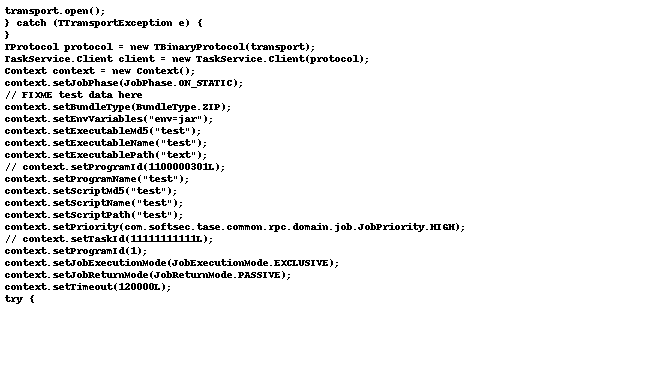 transport.open();
} catch (TTransportException e) {
}
TProtocol protocol = new TBinaryProtocol(transport);
TaskService.Client client = new TaskService.Client(protocol);
Context context = new Context();
context.setJobPhase(JobPhase.ON_STATIC);
// FIXME test data here
context.setBundleType(BundleType.ZIP);
context.setEnvVariables("env=jar");
context.setExecutableMd5("test");
context.setExecutableName("test");
context.setExecutablePath("text");
// context.setProgramId(1100000301L);
context.setProgramName("test");
context.setScriptMd5("test");
context.setScriptName("test");
context.setScriptPath("test");
context.setPriority(com.softsec.tase.common.rpc.domain.job.JobPriority.HIGH);
// context.setTaskId(11111111111L);
context.setProgramId(1);
context.setJobExecutionMode(JobExecutionMode.EXCLUSIVE);
context.setJobReturnMode(JobReturnMode.PASSIVE);
context.setTimeout(120000L);
try {